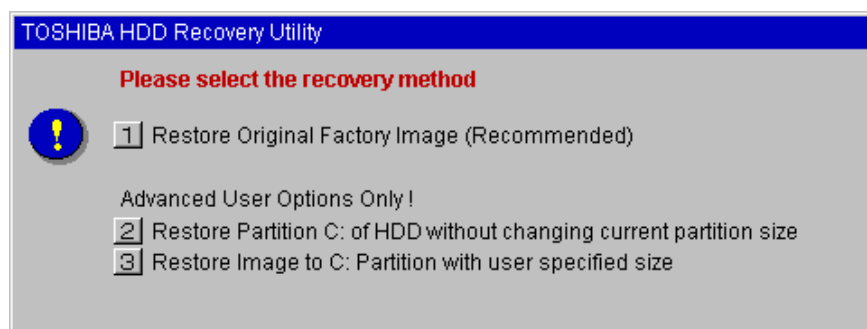 TOSHIBA HDD Recovery Utility
Please select the recovery method
1 Restore Original Factory Image (Recommended)
Advanced User Options Only !
2 Restore Partition C: of HDD without changing current partition size
3 Restore Image to C: Partition with user specified size